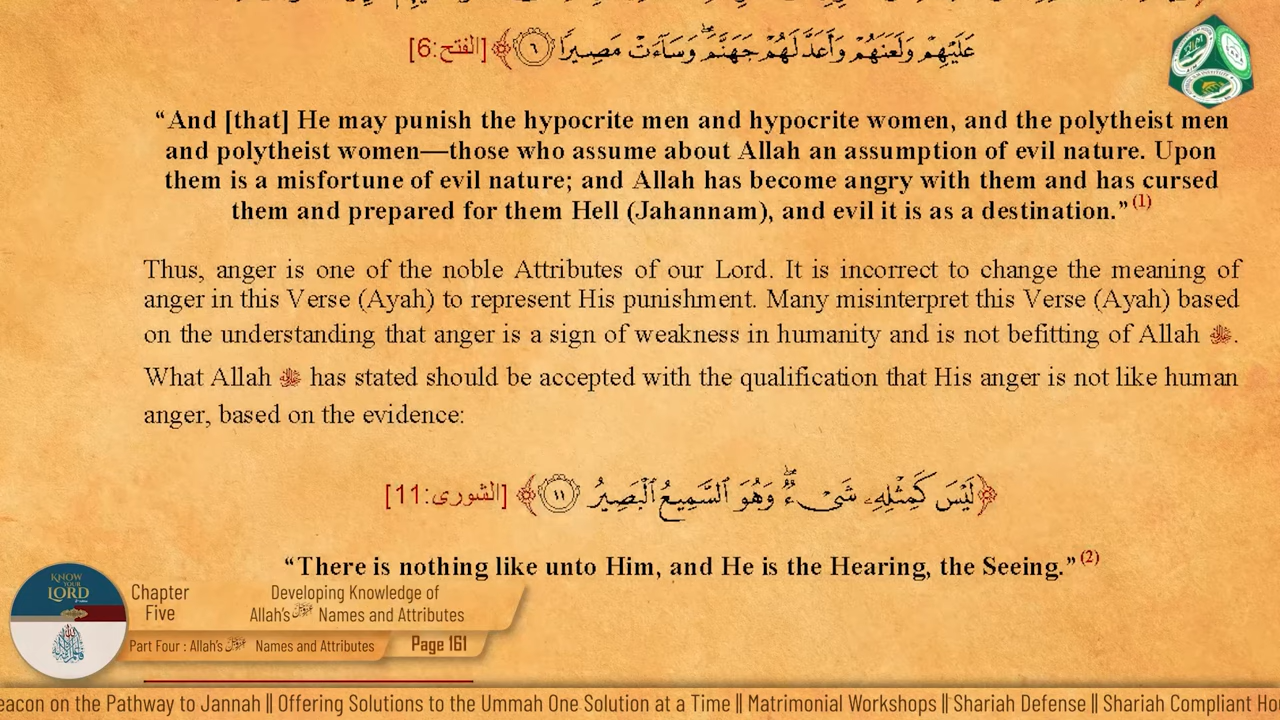 عَلَيْهِمْ وَلَعَنَهُمْ وَأَعَدَّ لَهُمْ جَهَنَّمَ ۖ وَسَآءَتْ مَصِيرًا ٦﴾ [الفتح:6]
“And [that] He may punish the hypocrite men and hypocrite women, and the polytheist men
and polytheist women—those who assume about Allah an assumption of evil nature. Upon
them is a misfortune of evil nature; and Allah has become angry with them and has cursed
them and prepared for them Hell (Jahannam), and evil it is as a destination.” (1)
Thus, anger is one of the noble Attributes of our Lord. It is incorrect to change the meaning of
anger in this Verse (Ayah) to represent His punishment. Many misinterpret this Verse (Ayah) based
on the understanding that anger is a sign of weakness in humanity and is not befitting of Allah ﷻ.
What Allah ﷻ has stated should be accepted with the qualification that His anger is not like human
anger, based on the evidence:
﴿لَيْسَ كَمِثْلِهِۦ شَىْءٌ ۖ وَهُوَ ٱلسَّمِيعُ ٱلْبَصِيرُ ١١﴾ [الشورى:11]
“There is nothing like unto Him, and He is the Hearing, the Seeing.” (2)
KNOW
YOUR
LORD
Chapter
Five
Developing Knowledge of
Allah's Names and Attributes
Part Four : Allah's Names and Attributes
Page 161
eacon on the Pathway to Jannah || Offering Solutions to the Ummah One Solution at a Time || Matrimonial Workshops || Shariah Defense || Shariah Compliant Ho